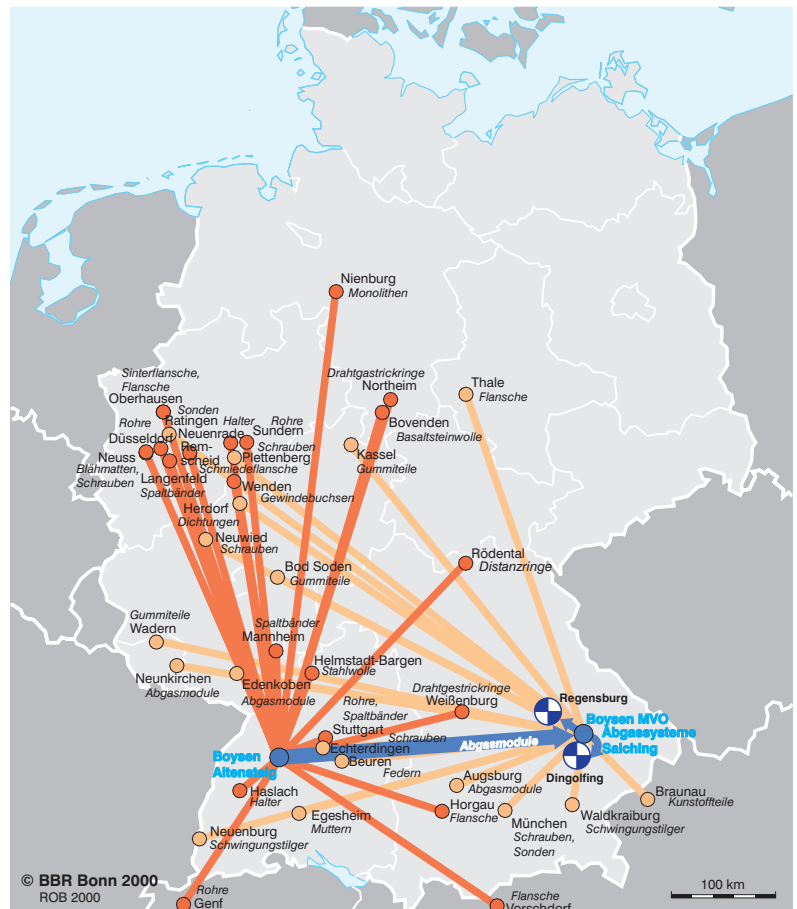 Nienburg
Monolithen
Sinterflansche,
Flansche
Oberhausen
Drahtgastrickringe
Northeim
Thale
Flansche
Sonden
Ratingen
Rohre
Düsseldorf
Halter
Neuenrade
Rohre
Sundern
Schrauben
Bovenden
Basaltsteinwolle
Neuss
Blähmatten,
Schrauben
Rem-
scheid
Plettenberg
Schmiedeflansche
Kassel
Gummiteile
Langenfeld
Spaltbänder
Wenden
Gewindebuchsen
Herdorf
Dichtungen
Neuwied
Schrauben
Rödental
Distanzringe
Bod Soden
Gummiteile
Gummiteile
Wadern
Spaltbänder
Mannheim
Neunkirchen
Abgasmodule
Edenkoben
Abgasmodule
Helmstadt-Bargen
Stahlwolle
Drahtgestrickringe
Weißenburg
Rohre,
Spaltbänder
Stuttgart
Schrauben
Echterdingen
Beuren
Federn
Regensburg
Boysen MVO
Abgassysteme
Salching
Dingolfing
Abgasmodule
Boysen
Altensteig
Haslach
Halter
Augsburg
Abgasmodule
Horgau
Flansche
München
Schrauben,
Sonden
Waldkraiburg
Schwingungstilger
Braunau
Kunstoffteile
Egesheim
Muttern
Neuenburg
Schwingungstilger
Rohre
Genf
Flansche
Vorschdorf
© BBR Bonn 2000
ROB 2000
100 km